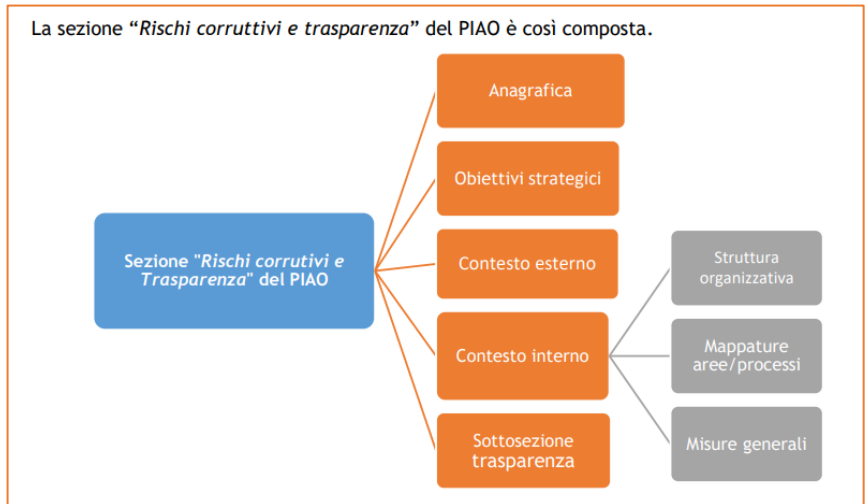 La sezione “Rischi corruttivi e trasparenza” del PIAO è così composta.
Anagrafica
Obiettivi strategici
Sezione "Rischi corrutivi e
Trasparenza" del PIAO
Contesto esterno
Contesto interno
Sottosezione
trasparenza
Struttura
organizzativa
Mappature
aree/processi
Misure generali